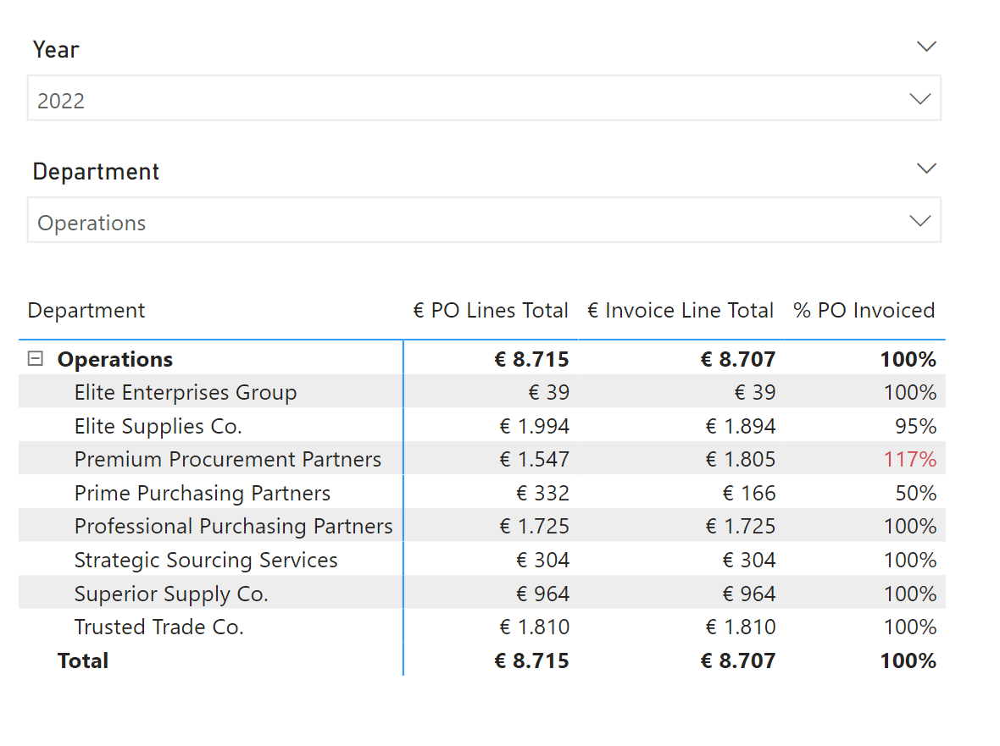 Year
2022
Department
Operations
Department € PO Lines Total € Invoice Line Total % PO Invoiced
Operations € 8.715 € 8.707 100%
Elite Enterprises Group € 39 € 39 100%
Elite Supplies Co. € 1.994 € 1.894 95%
Premium Procurement Partners € 1.547 € 1.805 117%
Prime Purchasing Partners € 332 € 166 50%
Professional Purchasing Partners € 1.725 € 1.725 100%
Strategic Sourcing Services € 304 € 304 100%
Superior Supply Co. € 964 € 964 100%
Trusted Trade Co. € 1.810 € 1.810 100%
Total € 8.715 € 8.707 100%